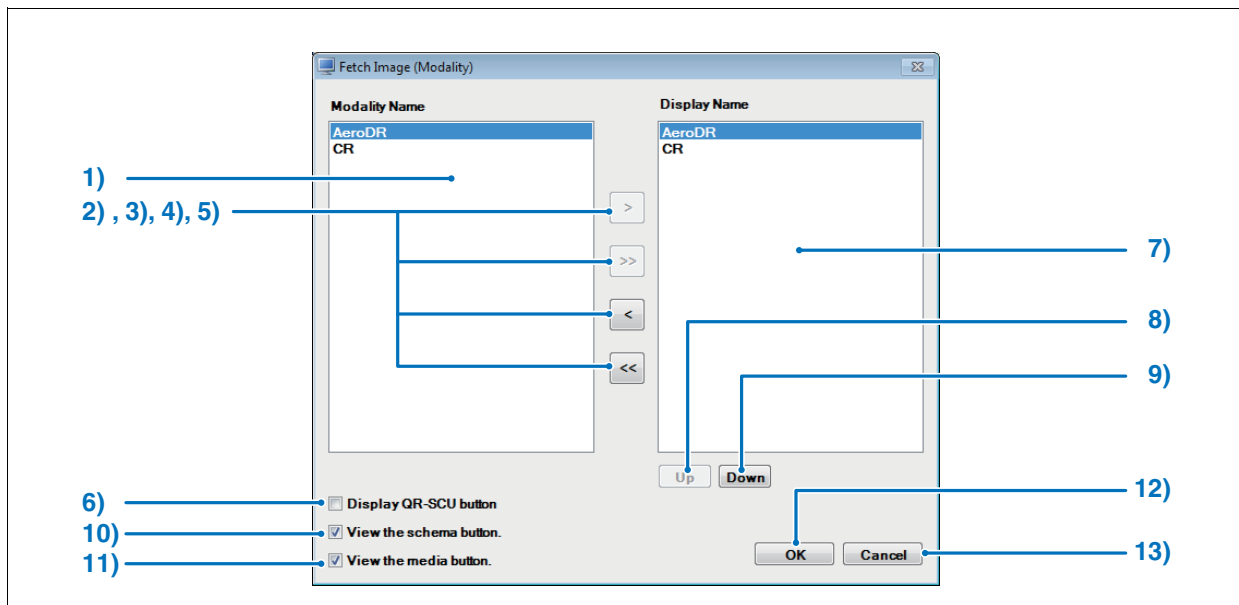 Fetch Image (Modality)
Modality Name
Display Name
AeroDR
CR
AeroDR
CR
1)
2) , 3), 4), 5)
>
>>
<
<<
7)
8)
9)
Up
Down
6)
Display QR-SCU button
10)
View the schema button.
11)
View the media button.
12)
OK
Cancel
13)